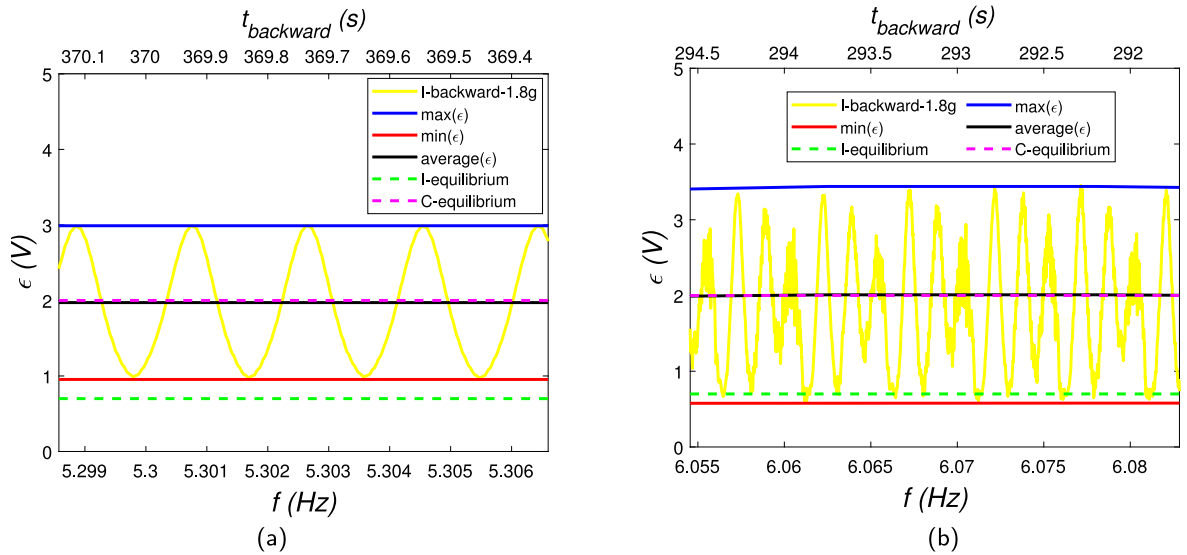 t_backward (s)
370.1 370 369.9 369.8 369.7 369.6 369.5 369.4
5
4
3
2
1
0
ϵ (V)
I-backward-1.8g
max(ϵ)
min(ϵ)
average(ϵ)
I-equilibrium
C-equilibrium
5.299 5.3 5.301 5.302 5.303 5.304 5.305 5.306
f (Hz)
(a)
t_backward (s)
294.5 294 293.5 293 292.5 292
5
4
3
2
1
0
ϵ (V)
I-backward-1.8g max(ϵ)
min(ϵ) average(ϵ)
I-equilibrium C-equilibrium
6.055 6.06 6.065 6.07 6.075 6.08
f (Hz)
(b)